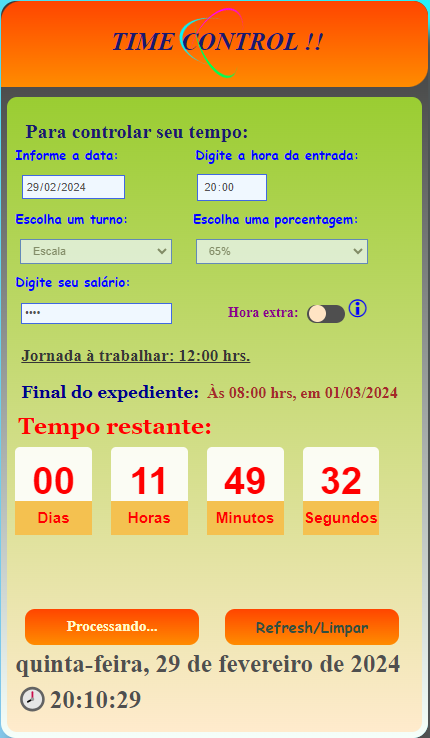 TIME CONTROL !!
Para controlar seu tempo:
Informe a data: Digite a hora da entrada:
29/02/2024 20:00
Escolha um turno: Escolha uma porcentagem:
Escala 65%
Digite seu salário:
•••• Hora extra:
Jornada à trabalhar: 12:00 hrs.
Final do expediente: Às 08:00 hrs, em 01/03/2024
Tempo restante:
00 11 49 32
Dias Horas Minutos Segundos
Processando... Refresh/Limpar
quinta-feira, 29 de fevereiro de 2024
20:10:29